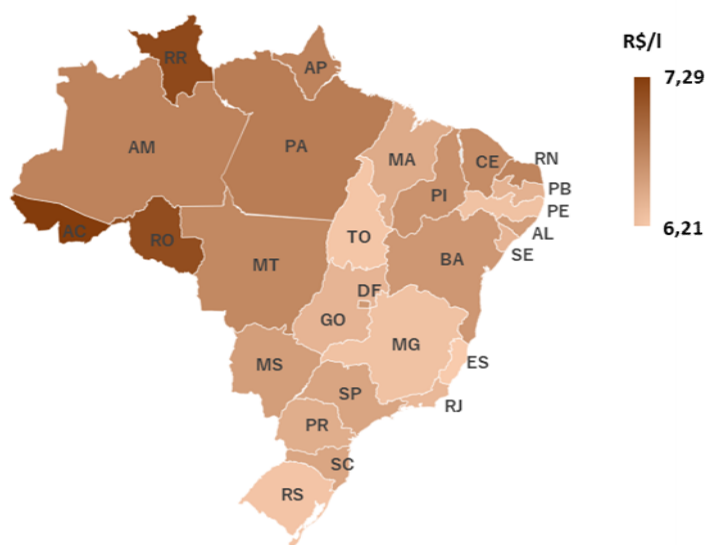 RR
AP
R$/l
7,29
6,21
AM
PA
MA
CE
RN
PI
PB
PE
AL
SE
AC
RO
TO
BA
MT
DF
GO
MG
MS
ES
SP
RJ
PR
SC
RS